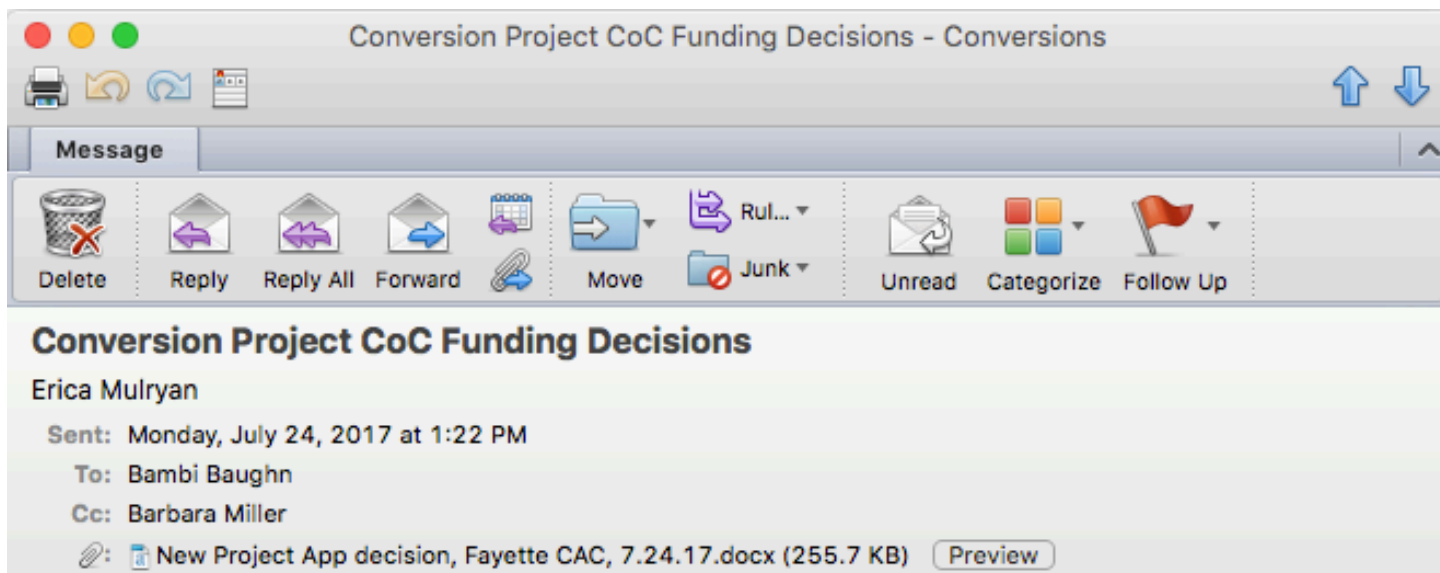 Conversion Project CoC Funding Decisions - Conversions
Message
Delete Reply Reply All Forward Move Rul... Junk Unread Categorize Follow Up
Conversion Project CoC Funding Decisions
Erica Mulryan
Sent: Monday, July 24, 2017 at 1:22 PM
To: Bambi Baughn
Cc: Barbara Miller
: New Project App decision, Fayette CAC, 7.24.17.docx (255.7 KB) Preview